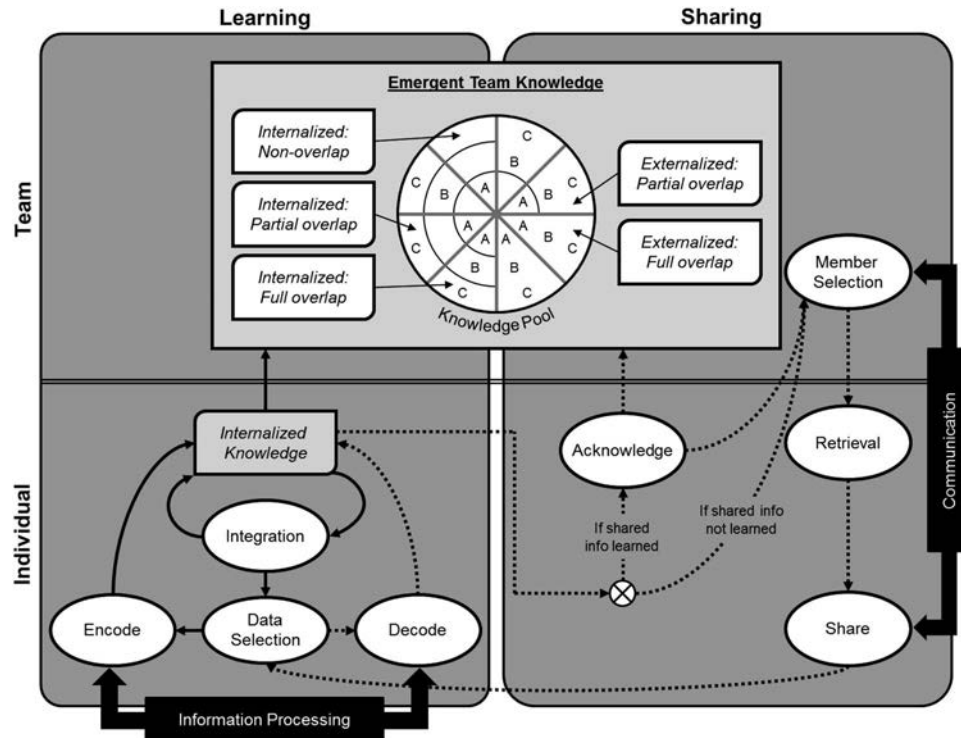 Learning
Sharing
Team
Individual
Emergent Team Knowledge
Internalized:
Non-overlap
Internalized:
Partial overlap
Internalized:
Full overlap
C
B
A
C
B
A
C
B
A
C
B
A
C
B
A
C
B
A
C
B
A
Knowledge Pool
Externalized:
Partial overlap
Externalized:
Full overlap
Member
Selection
Internalized
Knowledge
Acknowledge
Retrieval
Communication
Integration
If shared
info learned
If shared info
not learned
Encode
Data
Selection
Decode
Share
Information Processing